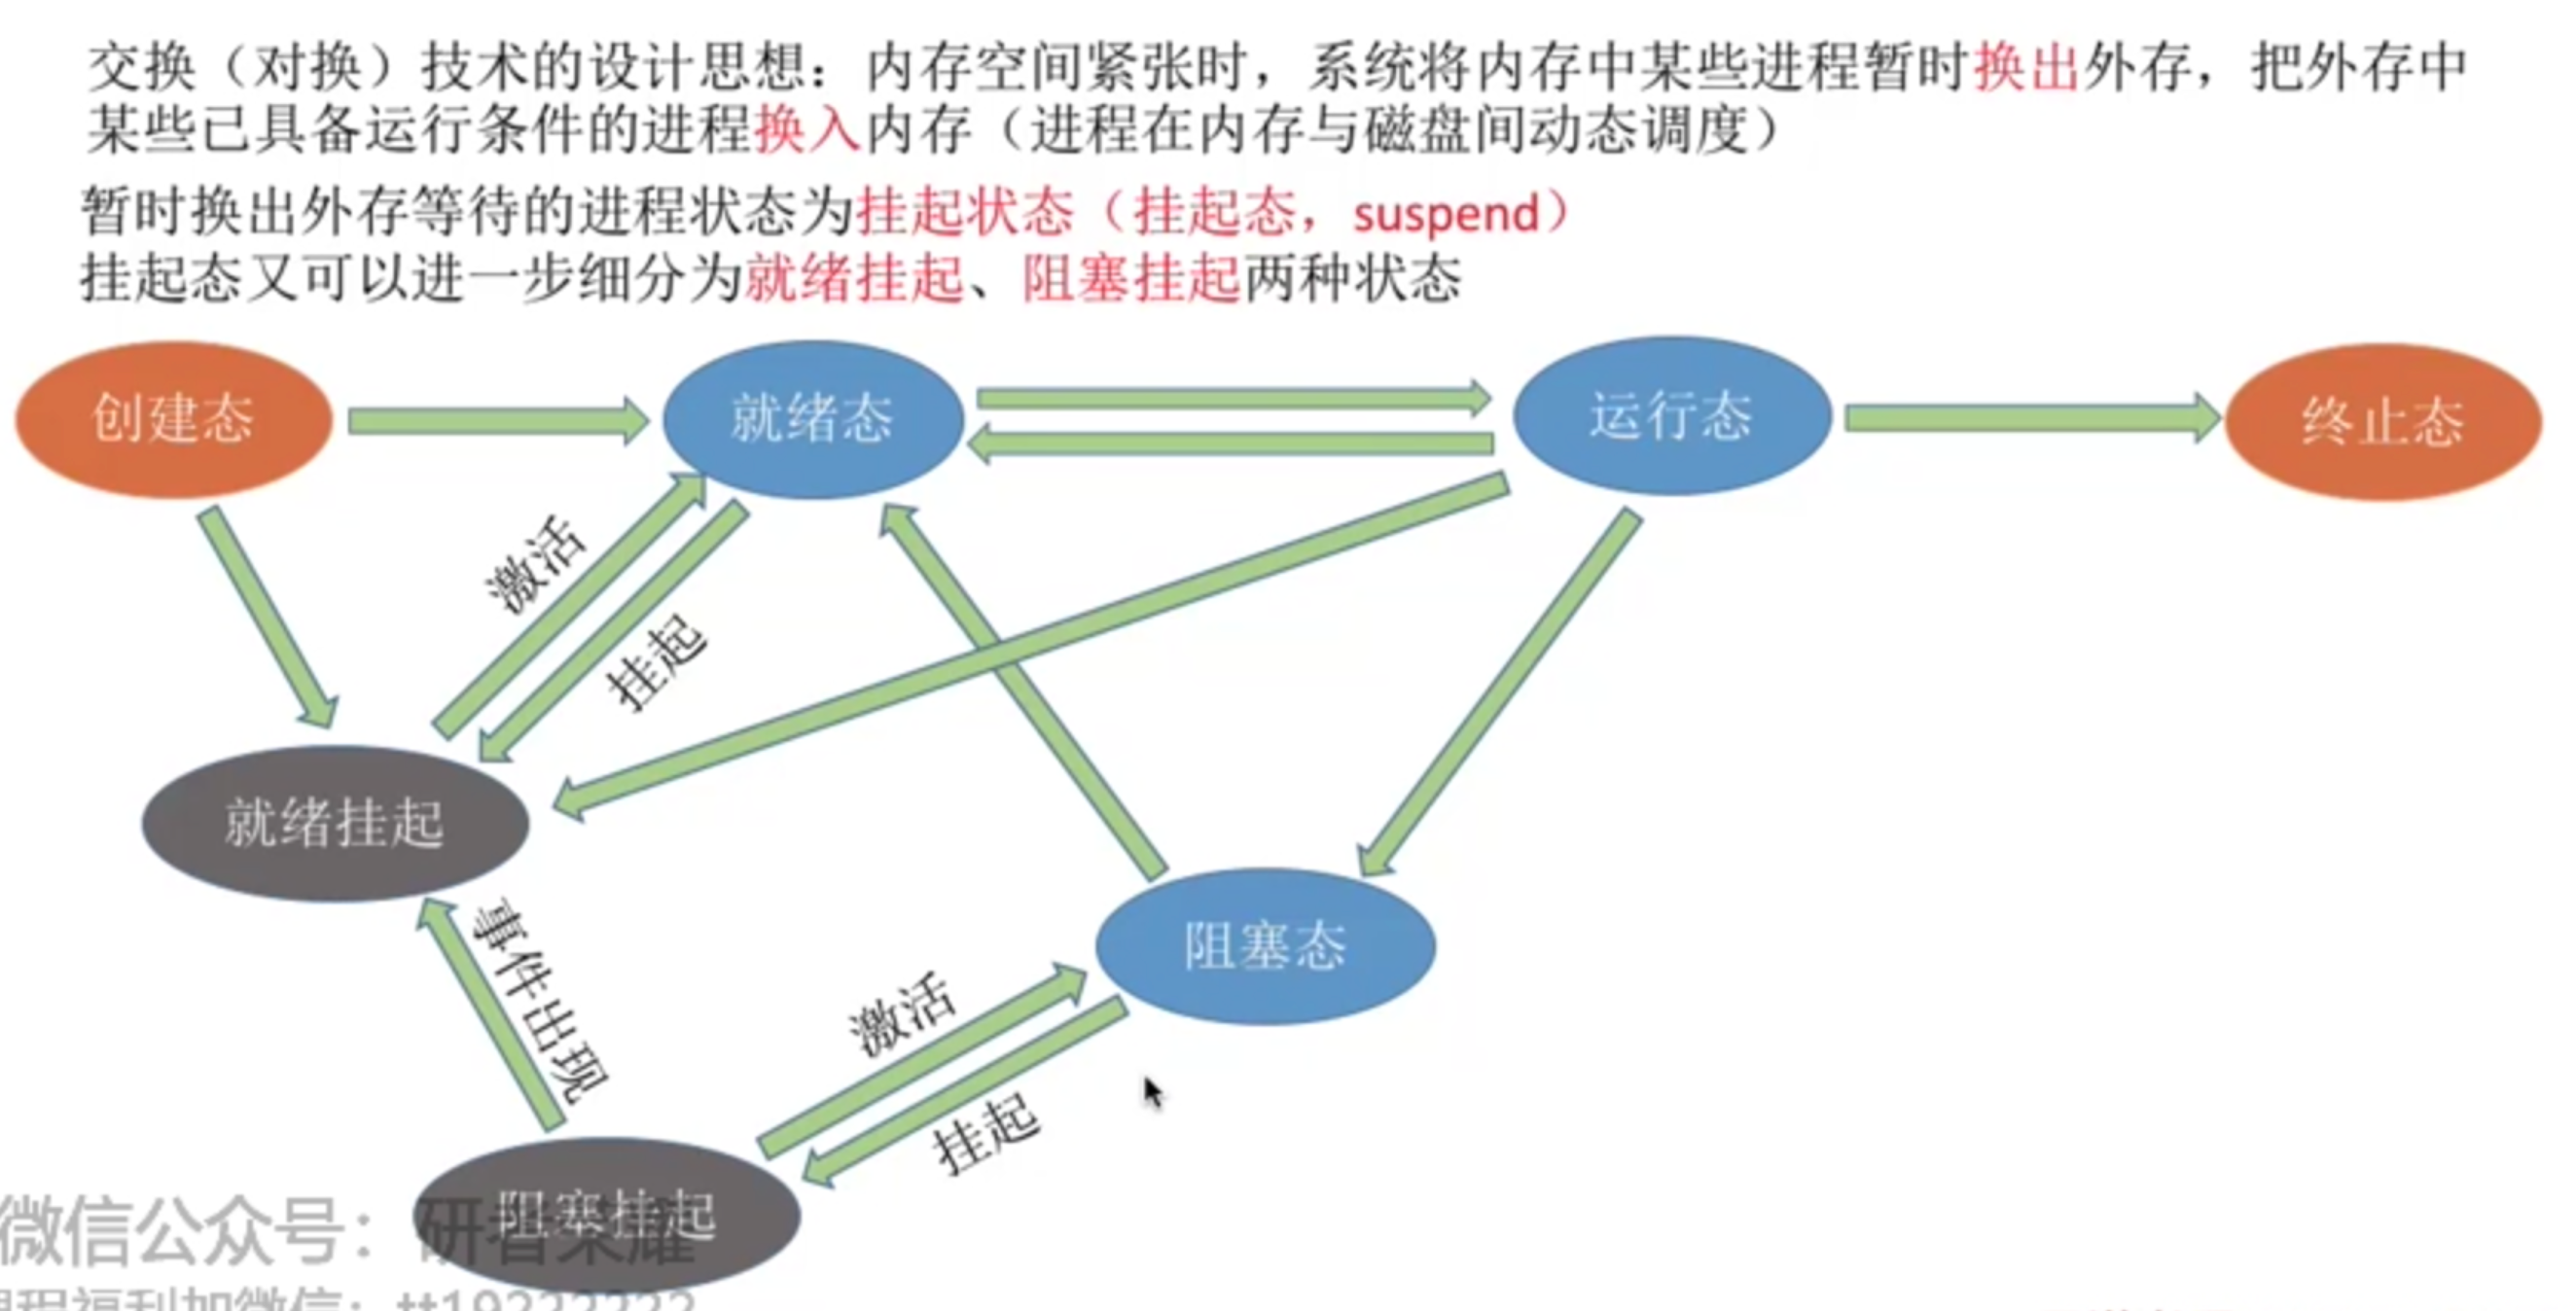 交换（对换）技术的设计思想：内存空间紧张时，系统将内存中某些进程暂时换出外存，把外存中
某些已具备运行条件的进程换入内存（进程在内存与磁盘间动态调度）
暂时换出外存等待的进程状态为挂起状态（挂起态，suspend）
挂起态又可以进一步细分为就绪挂起、阻塞挂起两种状态
创建态
就绪态
运行态
终止态
激活
挂起
就绪挂起
事件出现
阻塞态
激活
挂起
阻塞挂起
微信公众号：研者荣耀
程福利加微信：